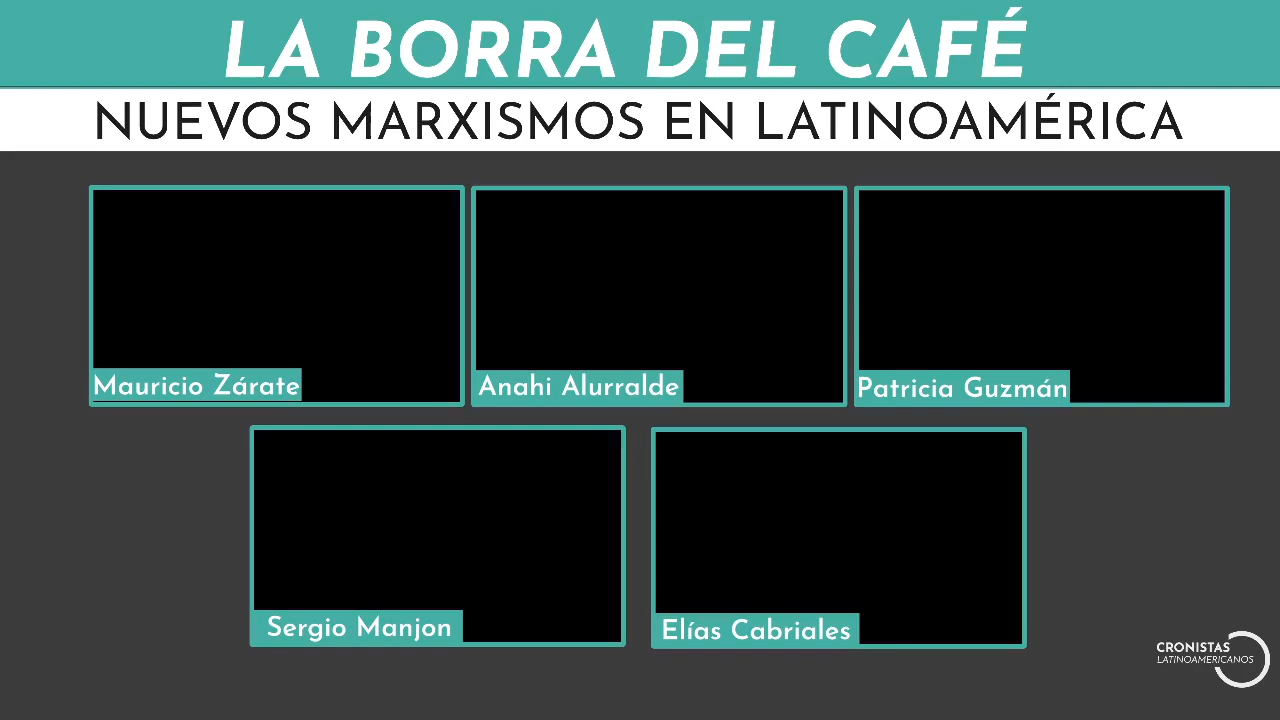 LA BORRA DEL CAFÉ
NUEVOS MARXISMOS EN LATINOAMÉRICA
Mauricio Zárate
Anahi Alurralde
Patricia Guzmán
Sergio Manjon
Elías Cabriales
CRONISTAS
LATINOAMERICANOS